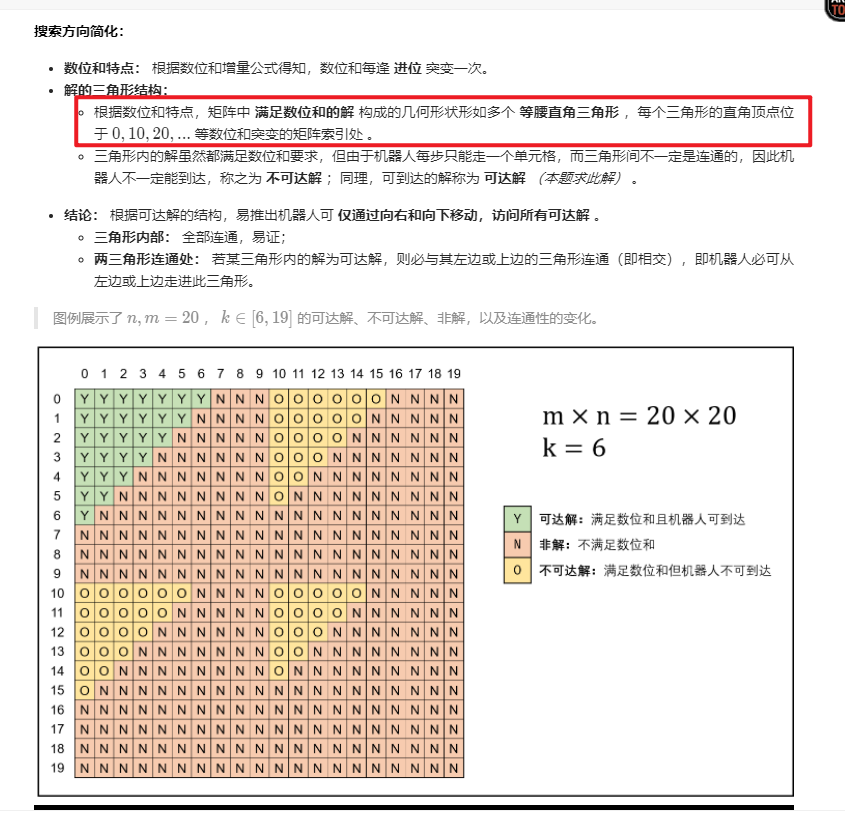 搜索方向简化：
• 数位和特点： 根据数位和增量公式得知，数位和每逢 进位 突变一次。
• 解的三角形结构：
根据数位和特点，矩阵中 满足数位和的解 构成的几何形状形如多个 等腰直角三角形 ，每个三角形的直角顶点位
于 0, 10, 20, ... 等数位和突变的矩阵索引处 。
三角形内的解虽然都满足数位和要求，但由于机器人每步只能走一个单元格，而三角形间不一定是连通的，因此机
器人不一定能到达，称之为 不可达解 ；同理，可到达的解称为 可达解 （本题求此解） 。
• 结论： 根据可达解的结构，易推出机器人可 仅通过向右和向下移动，访问所有可达解 。
三角形内部： 全部连通，易证；
两三角形连通处： 若某三角形内的解为可达解，则必与其左边或上边的三角形连通（即相交），即机器人必可从
左边或上边走进此三角形。
图例展示了 n, m = 20 ， k ∈ [6, 19] 的可达解、不可达解、非解，以及连通性的变化。
0 1 2 3 4 5 6 7 8 9 10 11 12 13 14 15 16 17 18 19
0 Y Y Y Y Y Y Y N N N O O O O O O N N N N
1 Y Y Y Y Y Y N N N N O O O O O N N N N N
2 Y Y Y Y Y N N N N N O O O O N N N N N N
3 Y Y Y Y N N N N N N O O O N N N N N N N
4 Y Y Y N N N N N N N O O N N N N N N N N
5 Y Y N N N N N N N N O N N N N N N N N N
6 Y N N N N N N N N N N N N N N N N N N N
7 N N N N N N N N N N N N N N N N N N N N
8 N N N N N N N N N N N N N N N N N N N N
9 N N N N N N N N N N N N N N N N N N N N
10 O O O O O O N N N N O O O O O N N N N N
11 O O O O O N N N N N O O O O N N N N N N
12 O O O O N N N N N N O O O N N N N N N N
13 O O O N N N N N N N O O N N N N N N N N
14 O O N N N N N N N N O N N N N N N N N N
15 O N N N N N N N N N N N N N N N N N N N
16 N N N N N N N N N N N N N N N N N N N N
17 N N N N N N N N N N N N N N N N N N N N
18 N N N N N N N N N N N N N N N N N N N N
19 N N N N N N N N N N N N N N N N N N N N
m × n = 20 × 20
k = 6
Y 可达解：满足数位和且机器人可到达
N 非解：不满足数位和
O 不可达解：满足数位和但机器人不可到达